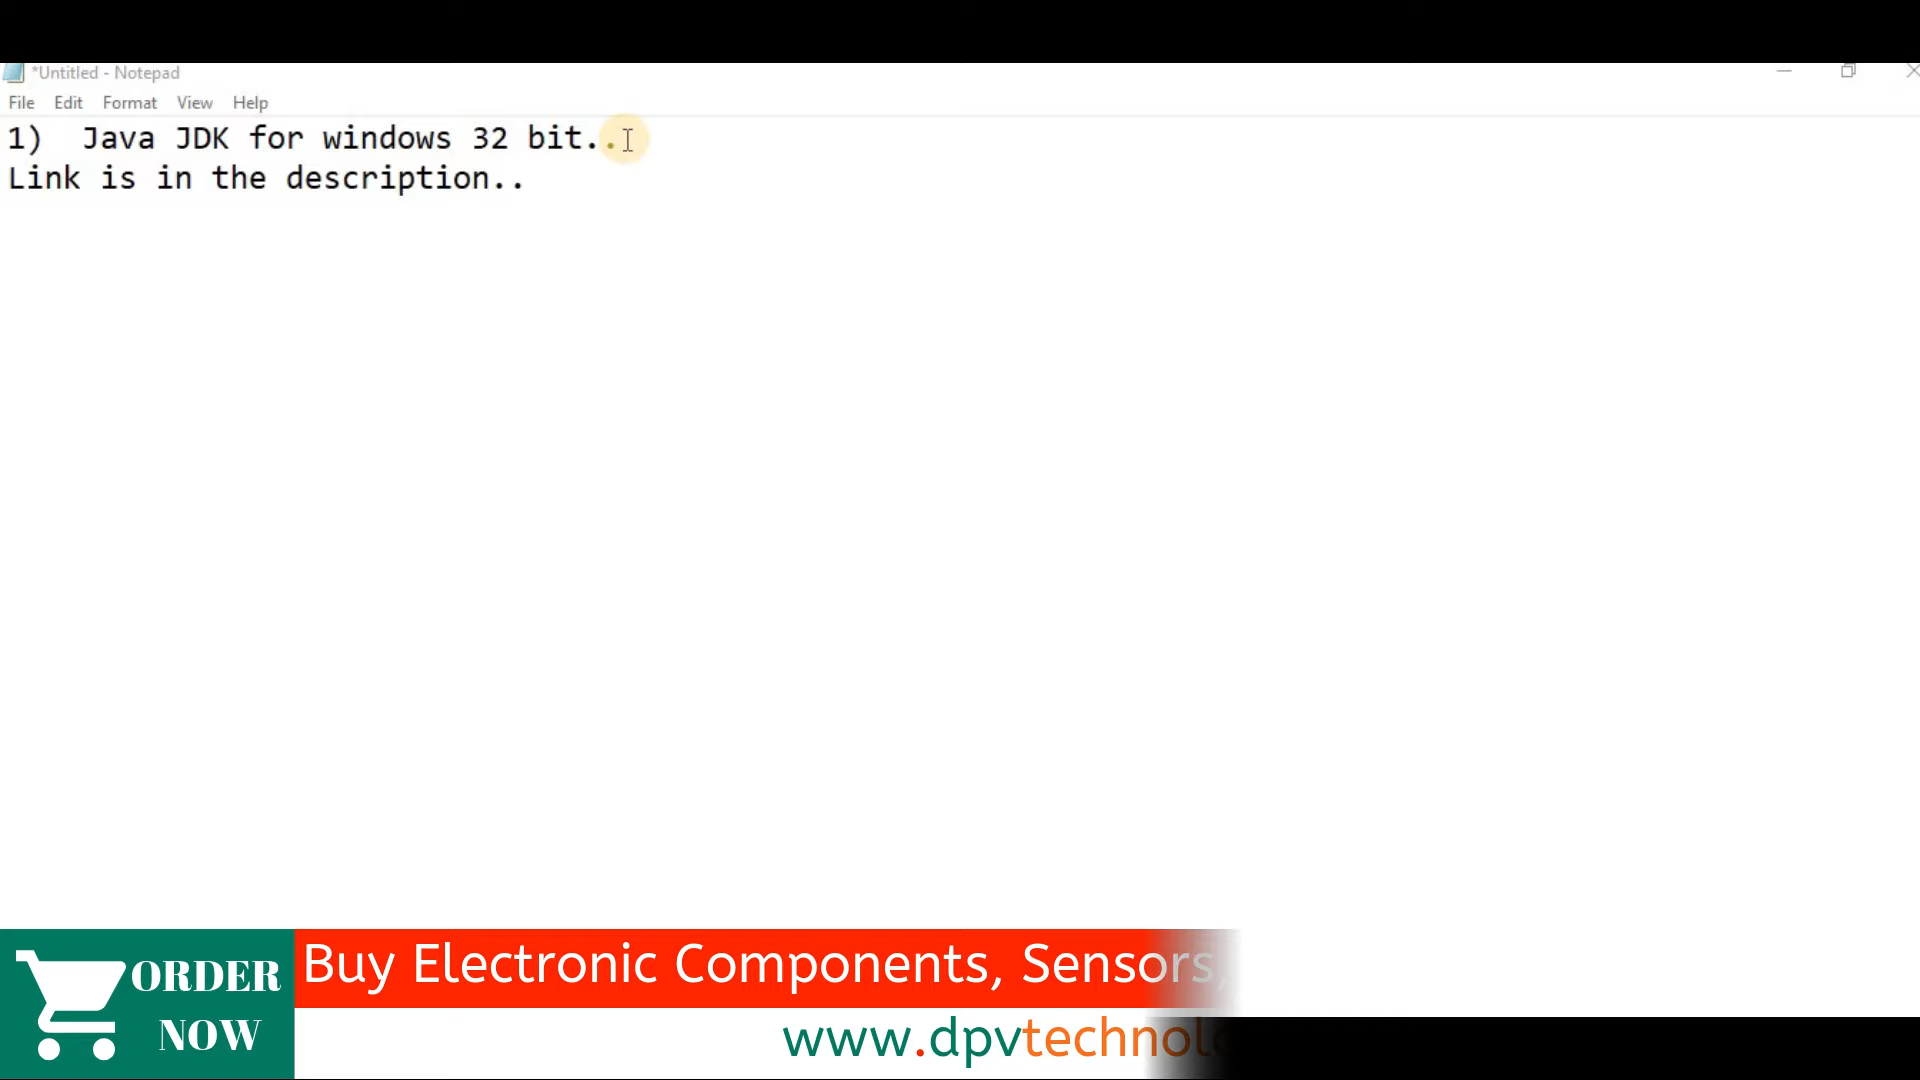 *Untitled - Notepad
File Edit Format View Help
1)  Java JDK for windows 32 bit..
Link is in the description..
ORDER
NOW
Buy Electronic Components, Sensors,
www.dpvtechnolo